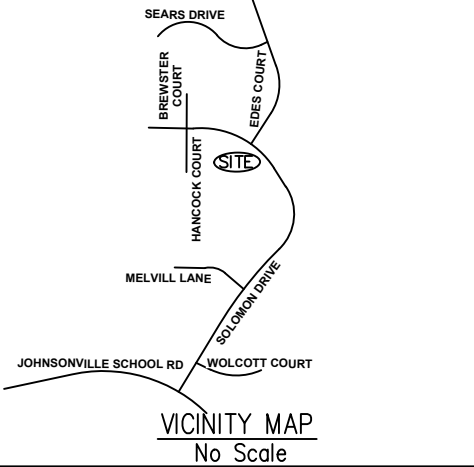 SEARS DRIVE
BREWSTER
COURT
EDES COURT
SITE
HANCOCK COURT
MELVILL LANE
SOLOMON DRIVE
JOHNSONVILLE SCHOOL RD
WOLCOTT COURT
VICINITY MAP
No Scale